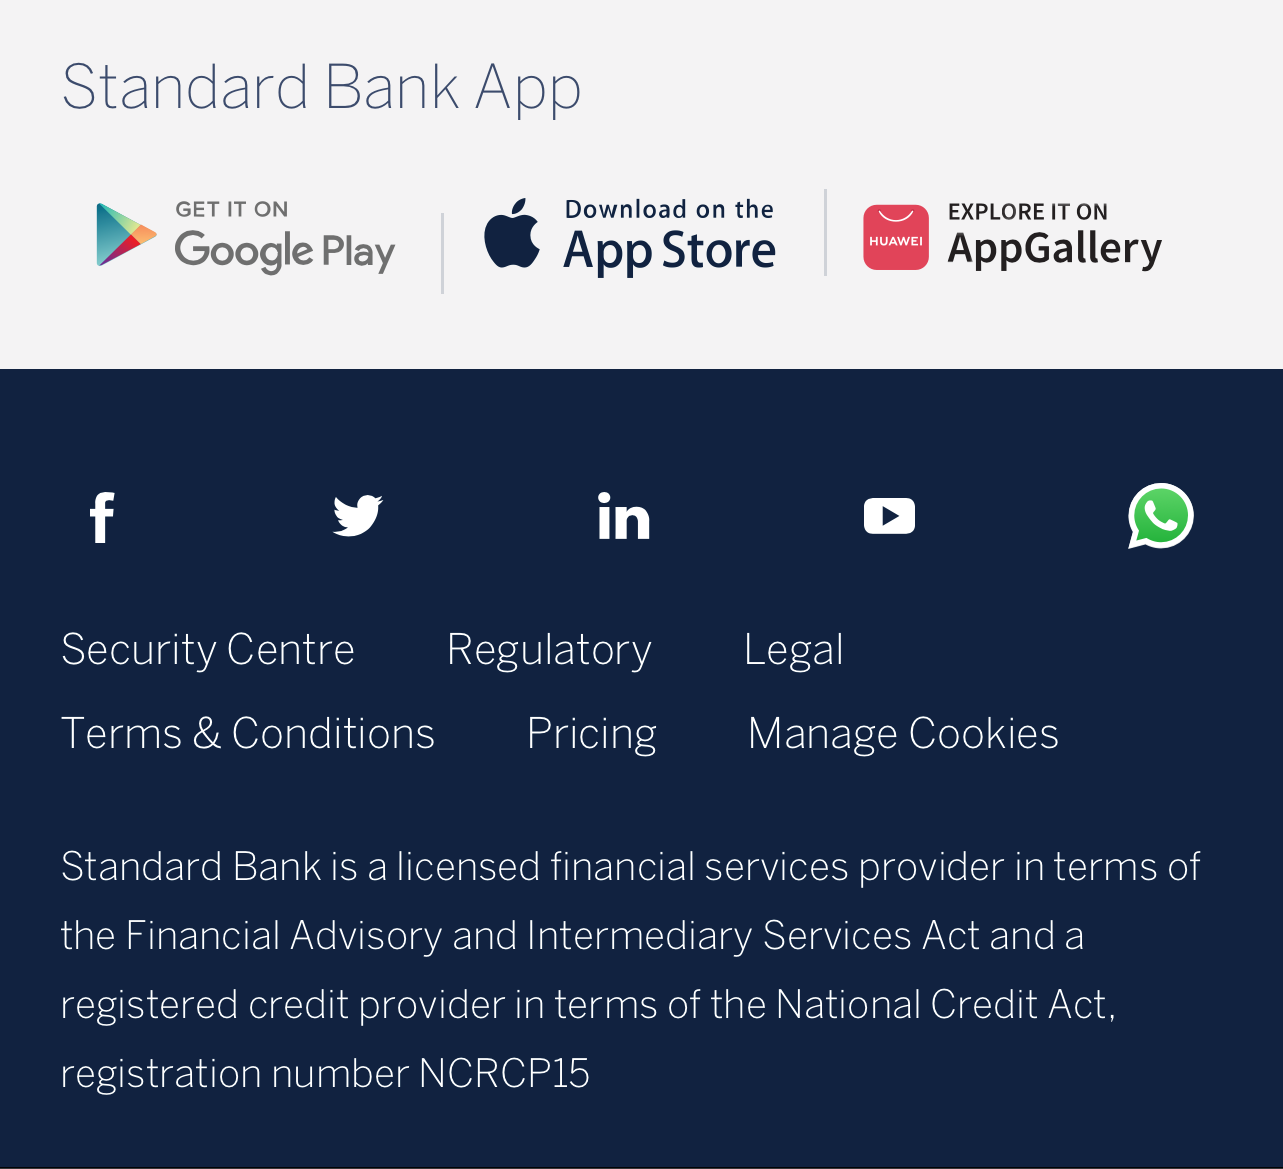 Standard Bank App
GET IT ON
Google Play
Download on the
App Store
HUAWEI
EXPLORE IT ON
AppGallery
f
in
Security Centre Regulatory Legal
Terms & Conditions Pricing Manage Cookies
Standard Bank is a licensed financial services provider in terms of
the Financial Advisory and Intermediary Services Act and a
registered credit provider in terms of the National Credit Act,
registration number NCRCP15